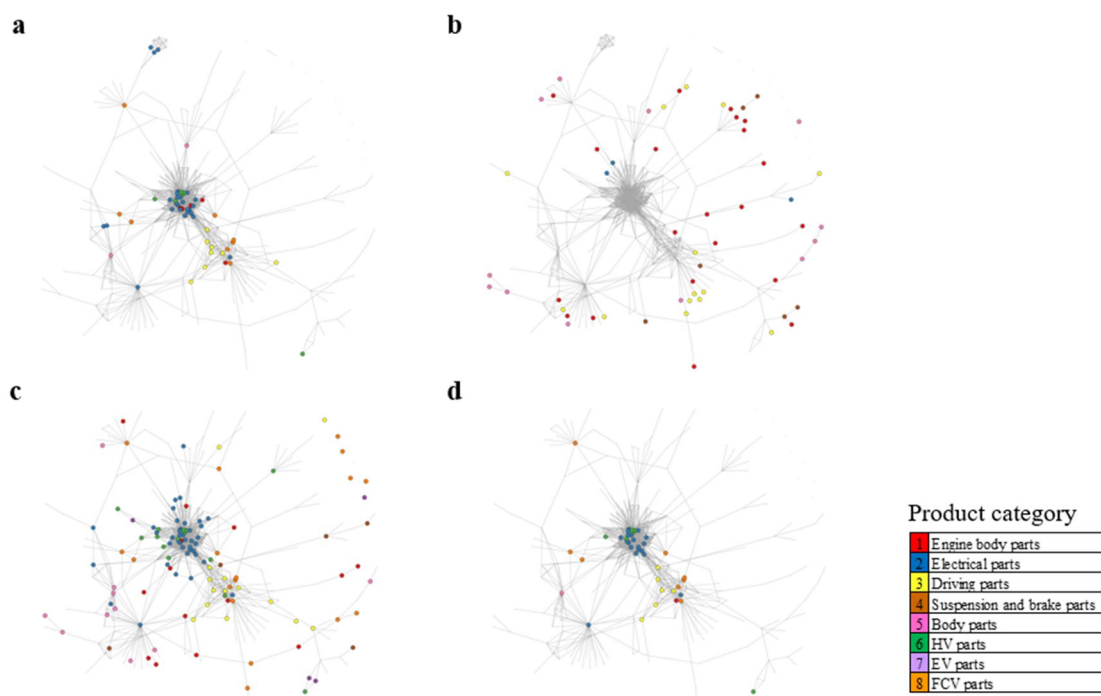 a
b
c
d
Product category
1 Engine body parts
2 Electrical parts
3 Driving parts
4 Suspension and brake parts
5 Body parts
6 HV parts
7 EV parts
8 FCV parts